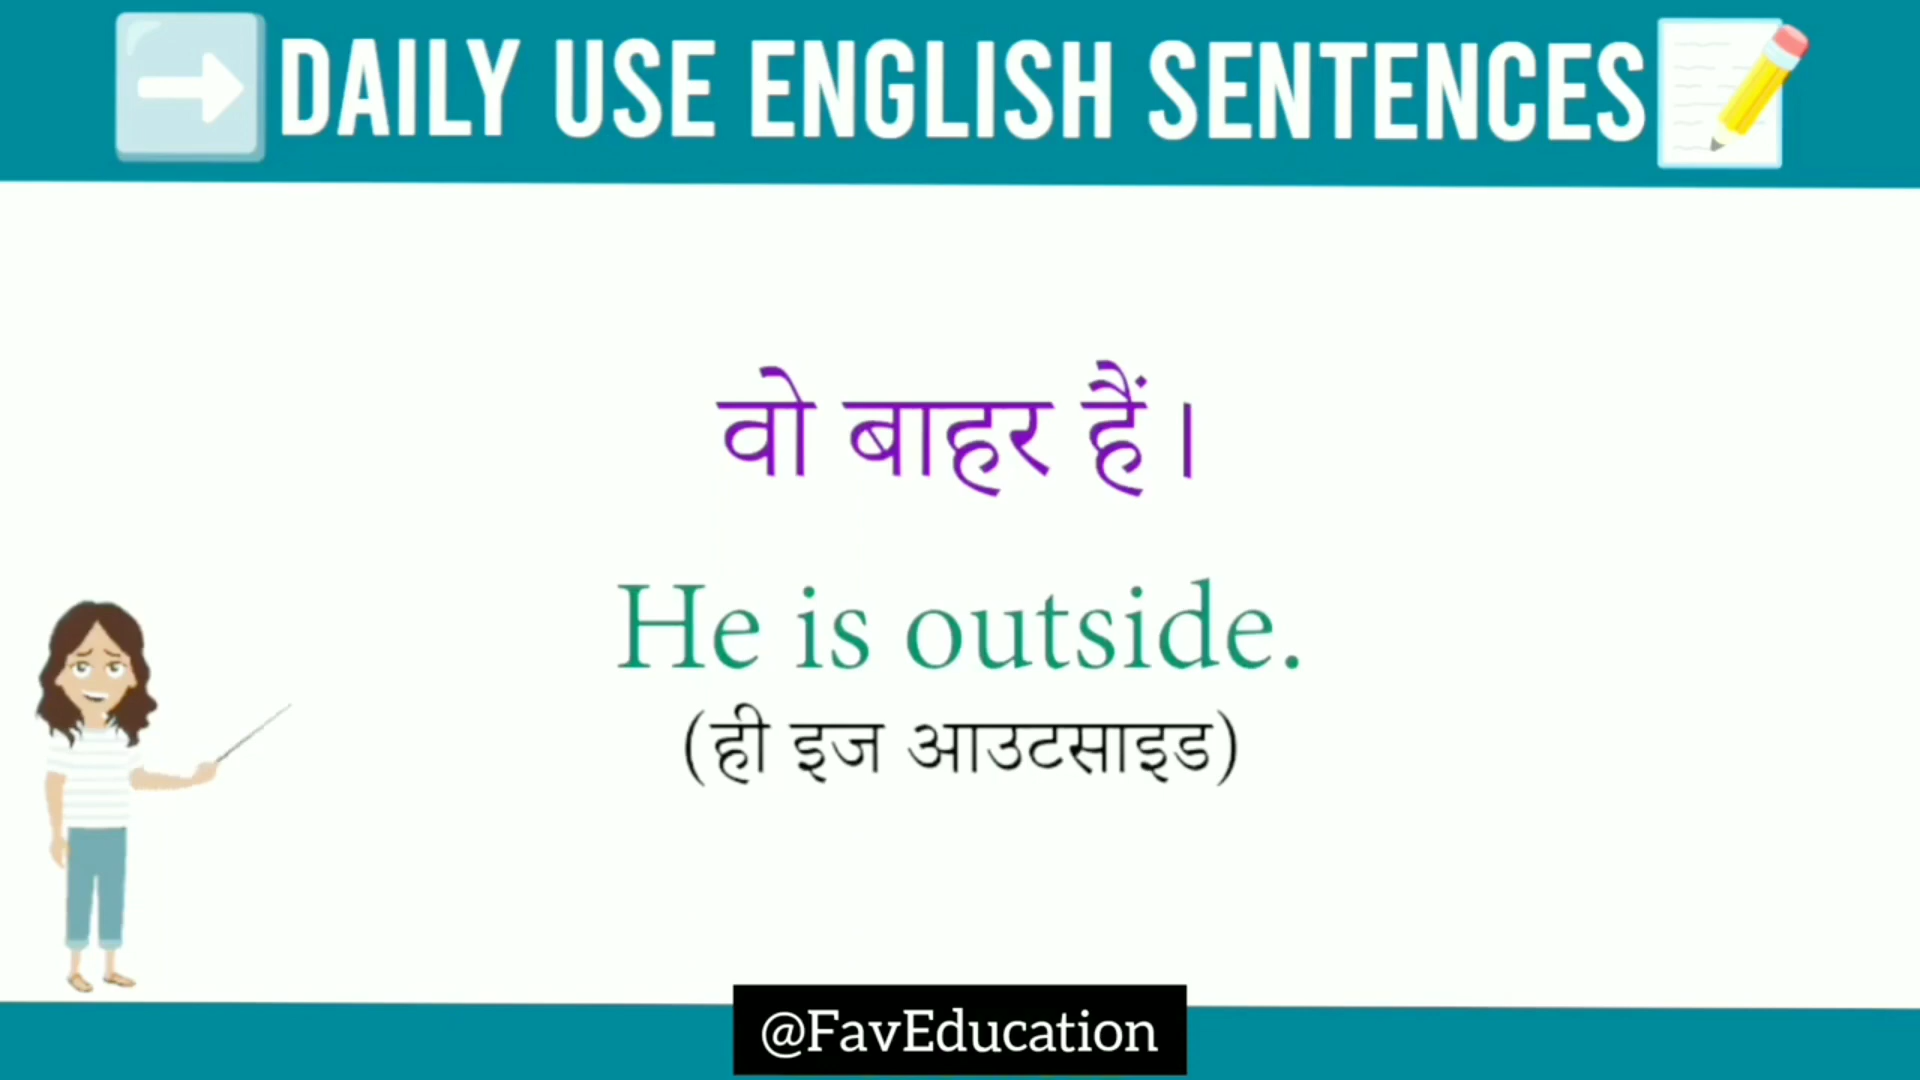 DAILY USE ENGLISH SENTENCES
वो बाहर हैं।
He is outside.
(ही इज आउटसाइड)
@FavEducation